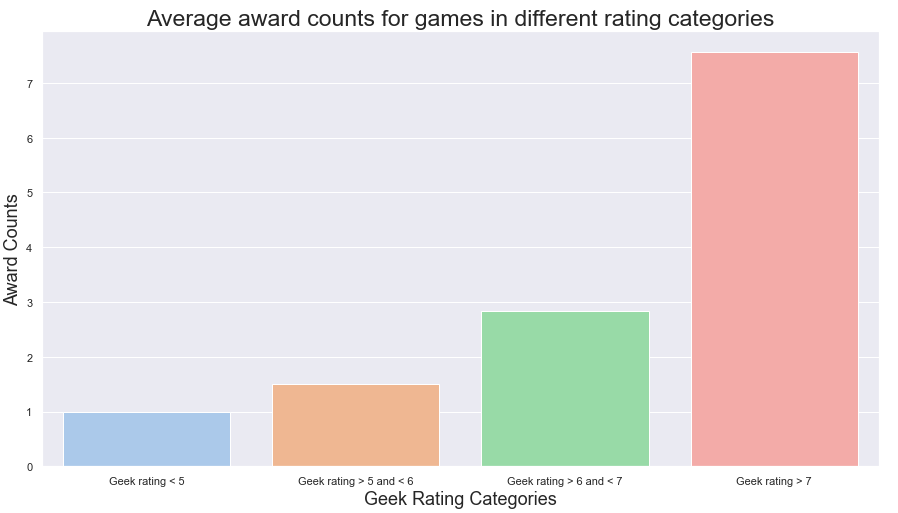 Average award counts for games in different rating categories
Award Counts
7
6
5
4
3
2
1
0
Geek rating < 5
Geek rating > 5 and < 6
Geek rating > 6 and < 7
Geek rating > 7
Geek Rating Categories